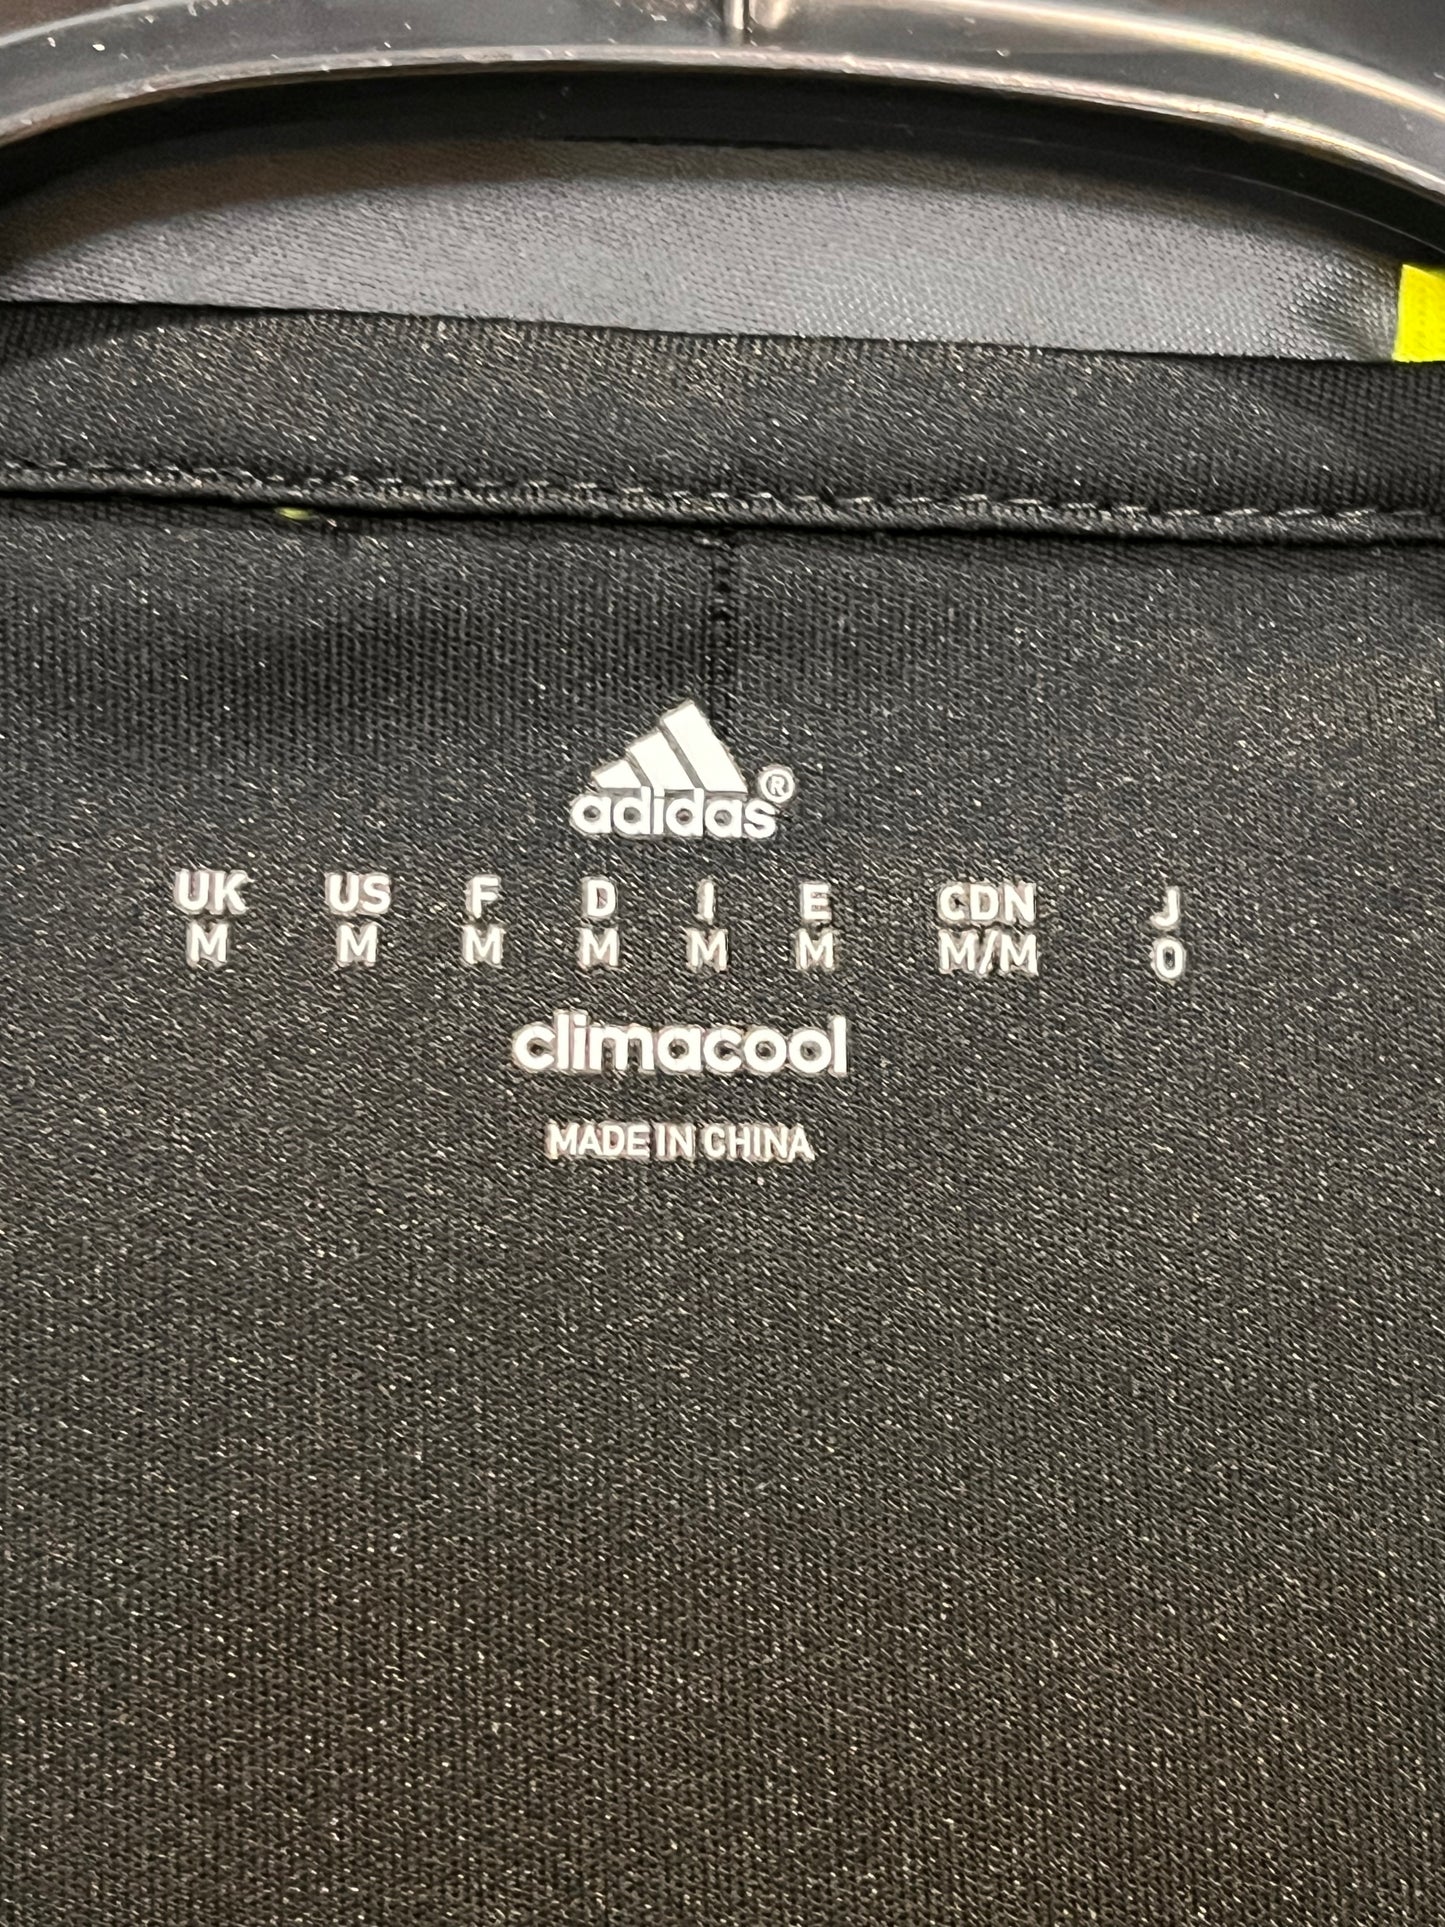 adidas®
UK US F D I E CDN J
M M M M M M M/M O
climacool
MADE IN CHINA